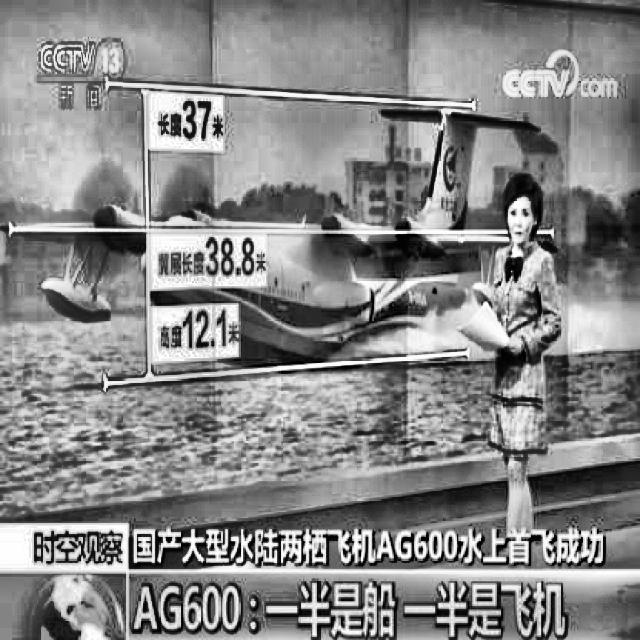 CCTV 13
新闻
CCTV.com
长度37米
翼展长度38.8米
高度12.1米
时空观察
国产大型水陆两栖飞机AG600水上首飞成功
AG600：一半是船 一半是飞机